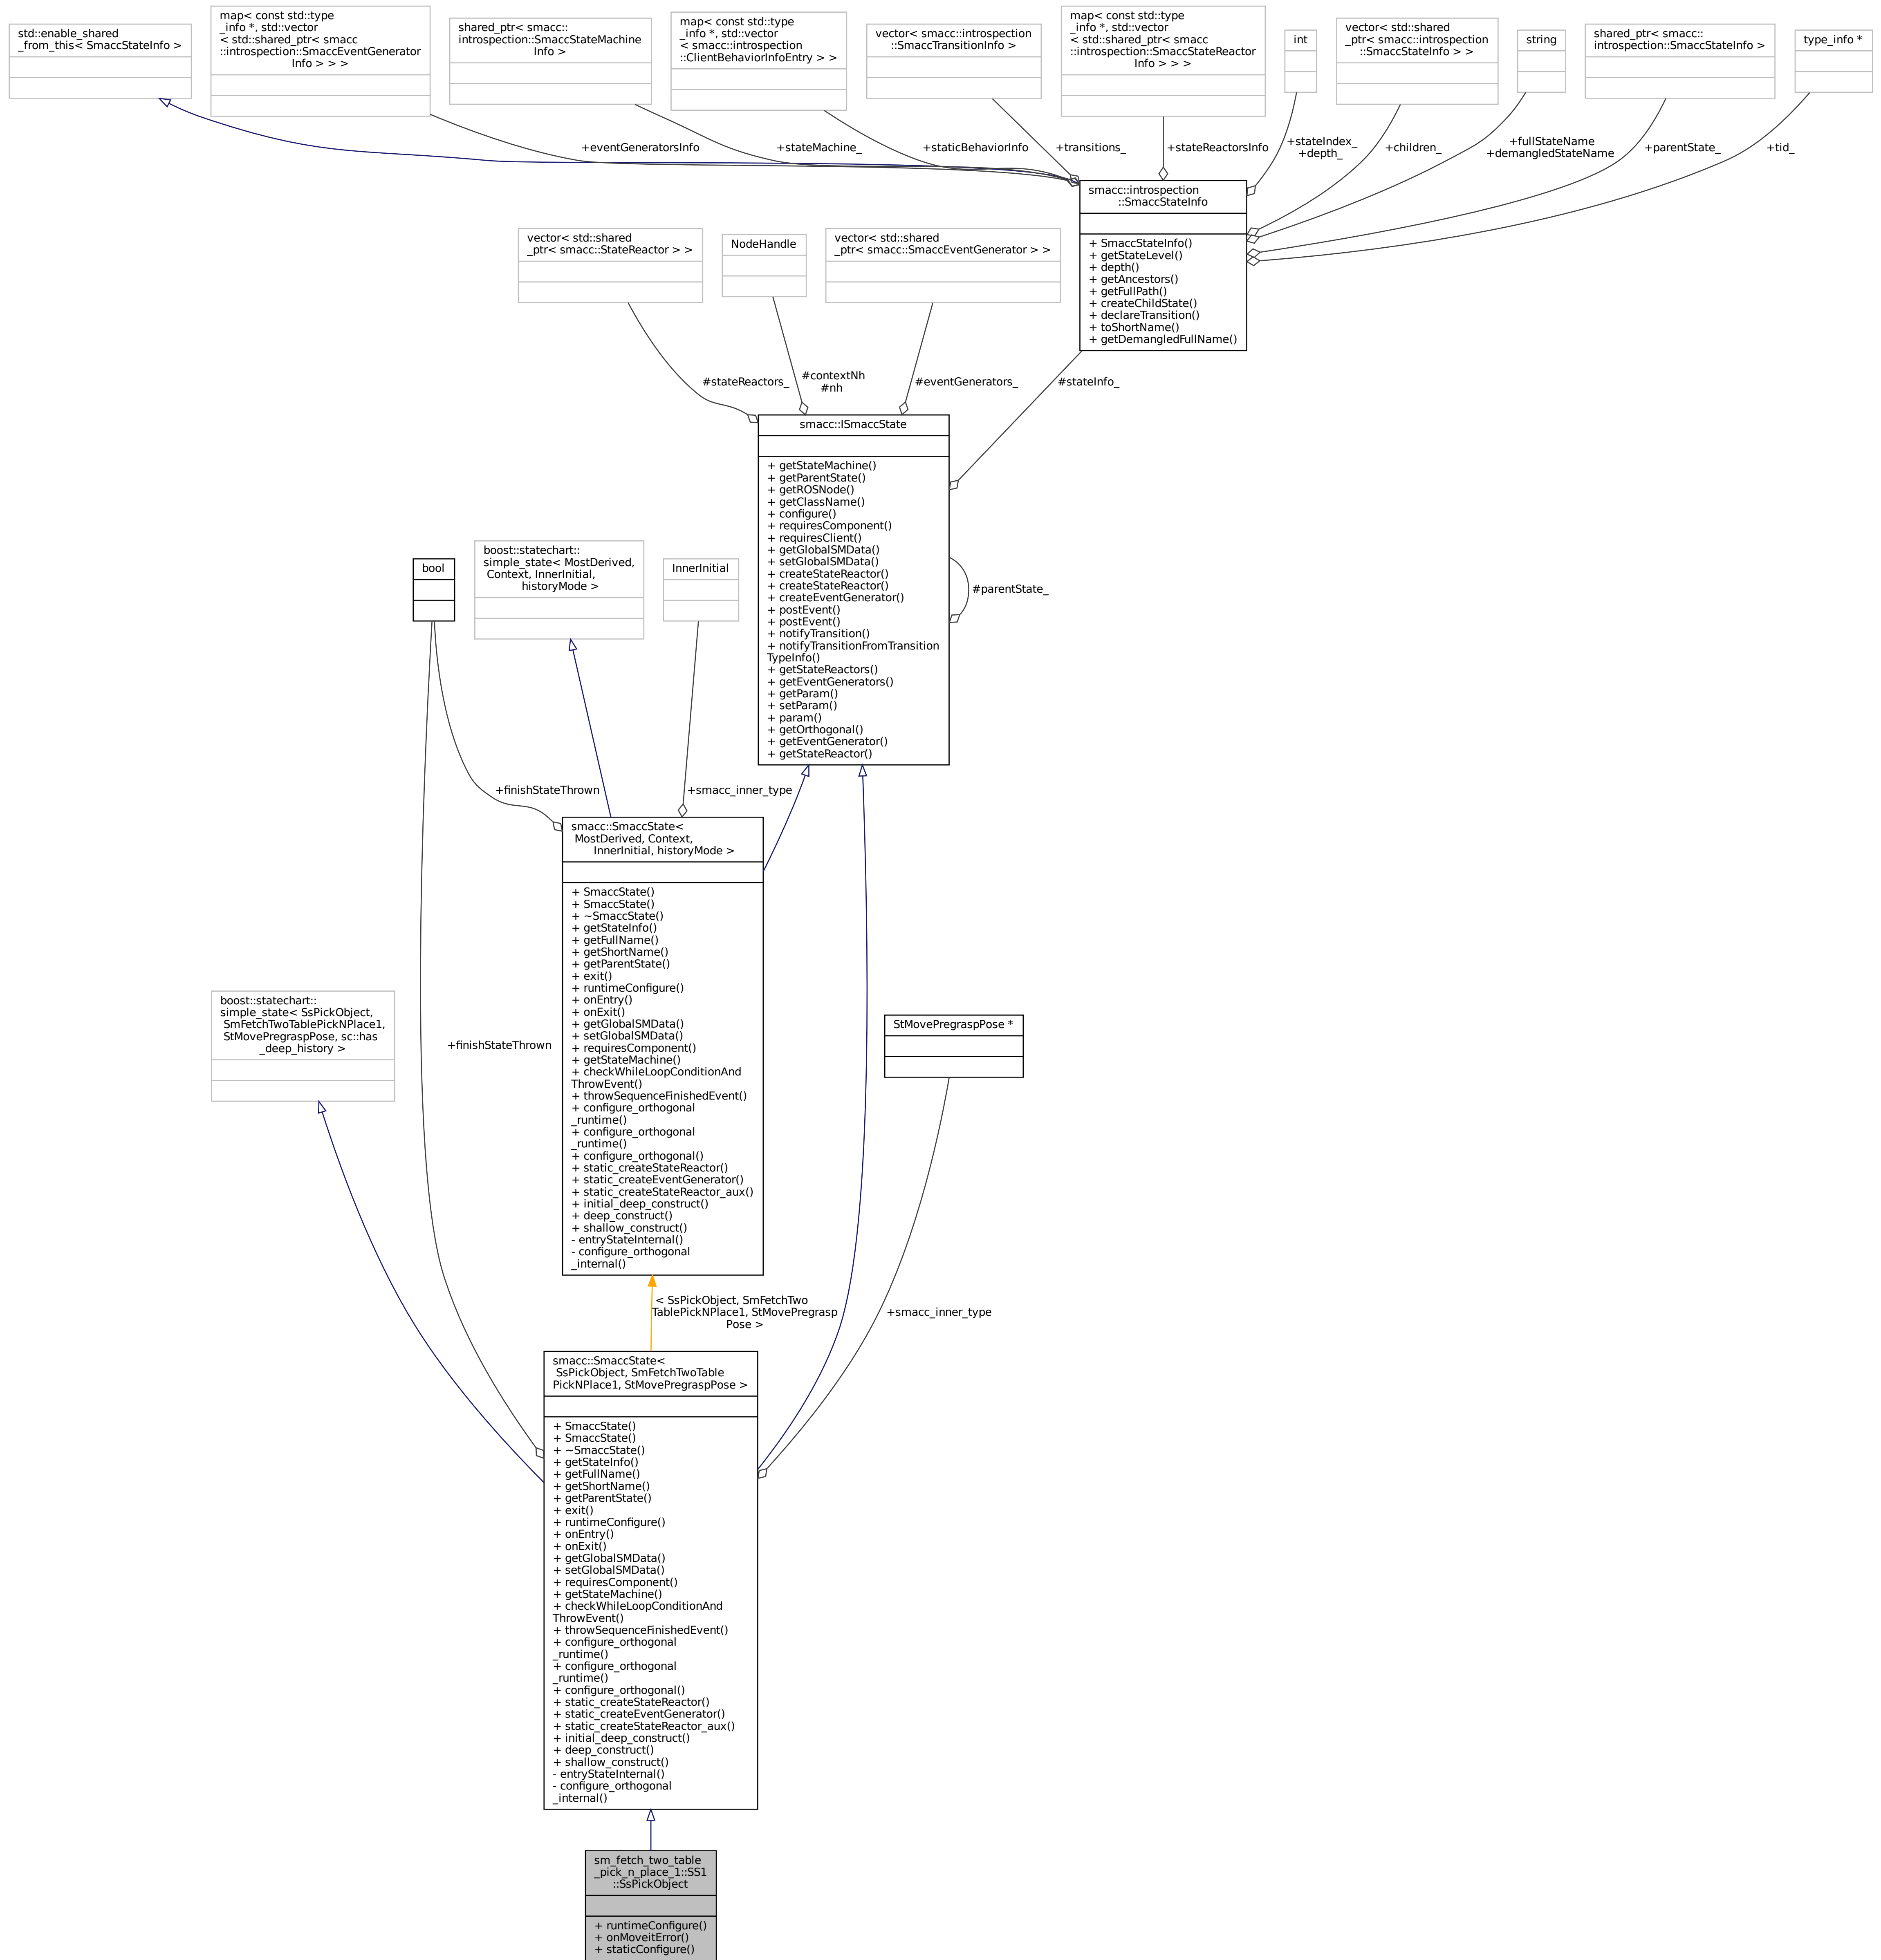 std::enable_shared
_from_this< SmaccStateInfo >
map< const std::type
_info *, std::vector
< std::shared_ptr< smacc
::introspection::SmaccEventGenerator
Info > > >
shared_ptr< smacc::
introspection::SmaccStateMachine
Info >
map< const std::type
_info *, std::vector
< smacc::introspection
::ClientBehaviorInfoEntry > >
vector< smacc::introspection
::SmaccTransitionInfo >
map< const std::type
_info *, std::vector
< std::shared_ptr< smacc
::introspection::SmaccStateReactor
Info > > >
int
vector< std::shared
_ptr< smacc::introspection
::SmaccStateInfo > >
string
shared_ptr< smacc::
introspection::SmaccStateInfo >
type_info *
+eventGeneratorsInfo
+stateMachine_
+staticBehaviorInfo
+transitions_
+stateReactorsInfo
+stateIndex_
+depth_
+children_
+fullStateName
+demangledStateName
+parentState_
+tid_
smacc::introspection
::SmaccStateInfo
+ SmaccStateInfo()
+ getStateLevel()
+ depth()
+ getAncestors()
+ getFullPath()
+ createChildState()
+ declareTransition()
+ toShortName()
+ getDemangledFullName()
vector< std::shared
_ptr< smacc::StateReactor > >
NodeHandle
vector< std::shared
_ptr< smacc::SmaccEventGenerator > >
#stateReactors_
#contextNh
#nh
#eventGenerators_
#stateInfo_
smacc::ISmaccState
+ getStateMachine()
+ getParentState()
+ getROSNode()
+ getClassName()
+ configure()
+ requiresComponent()
+ requiresClient()
+ getGlobalSMData()
+ setGlobalSMData()
+ createStateReactor()
+ createStateReactor()
+ createEventGenerator()
+ postEvent()
+ postEvent()
+ notifyTransition()
+ notifyTransitionFromTransition
TypeInfo()
+ getStateReactors()
+ getEventGenerators()
+ getParam()
+ setParam()
+ param()
+ getOrthogonal()
+ getEventGenerator()
+ getStateReactor()
#parentState_
bool
boost::statechart::
simple_state< MostDerived,
Context, InnerInitial,
historyMode >
InnerInitial
+finishStateThrown
+smacc_inner_type
smacc::SmaccState<
MostDerived, Context,
InnerInitial, historyMode >
+ SmaccState()
+ SmaccState()
+ ~SmaccState()
+ getStateInfo()
+ getFullName()
+ getShortName()
+ getParentState()
+ exit()
+ runtimeConfigure()
+ onEntry()
+ onExit()
+ getGlobalSMData()
+ setGlobalSMData()
+ requiresComponent()
+ getStateMachine()
+ checkWhileLoopConditionAnd
ThrowEvent()
+ throwSequenceFinishedEvent()
+ configure_orthogonal
_runtime()
+ configure_orthogonal
_runtime()
+ configure_orthogonal()
+ static_createStateReactor()
+ static_createEventGenerator()
+ static_createStateReactor_aux()
+ initial_deep_construct()
+ deep_construct()
+ shallow_construct()
- entryStateInternal()
- configure_orthogonal
_internal()
boost::statechart::
simple_state< SsPickObject,
SmFetchTwoTablePickNPlace1,
StMovePregraspPose, sc::has
_deep_history >
+finishStateThrown
StMovePregraspPose *
< SsPickObject, SmFetchTwo
TablePickNPlace1, StMovePregrasp
Pose >
+smacc_inner_type
smacc::SmaccState<
SsPickObject, SmFetchTwoTable
PickNPlace1, StMovePregraspPose >
+ SmaccState()
+ SmaccState()
+ ~SmaccState()
+ getStateInfo()
+ getFullName()
+ getShortName()
+ getParentState()
+ exit()
+ runtimeConfigure()
+ onEntry()
+ onExit()
+ getGlobalSMData()
+ setGlobalSMData()
+ requiresComponent()
+ getStateMachine()
+ checkWhileLoopConditionAnd
ThrowEvent()
+ throwSequenceFinishedEvent()
+ configure_orthogonal
_runtime()
+ configure_orthogonal
_runtime()
+ configure_orthogonal()
+ static_createStateReactor()
+ static_createEventGenerator()
+ static_createStateReactor_aux()
+ initial_deep_construct()
+ deep_construct()
+ shallow_construct()
- entryStateInternal()
- configure_orthogonal
_internal()
sm_fetch_two_table
_pick_n_place_1::SS1
::SsPickObject
+ runtimeConfigure()
+ onMoveitError()
+ staticConfigure()